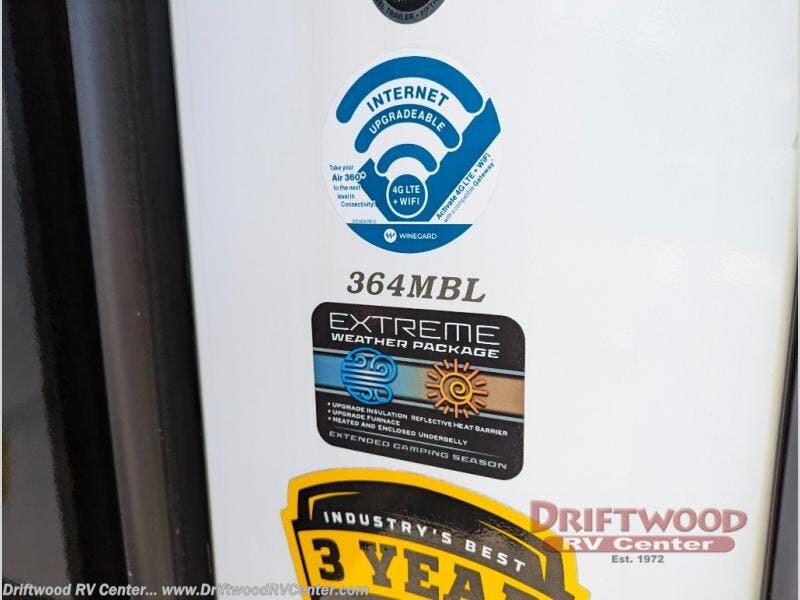 INTERNET
UPGRADEABLE
Take your
Air 360+
to the next
level in
Connectivity!
4G LTE
+ WIFI
Activate 4G LTE + WiFi
with a compatible Gateway
WINEGARD
364MBL
EXTREME
WEATHER PACKAGE
• UPGRADE INSULATION REFLECTIVE HEAT BARRIER
• UPGRADE FURNACE
• HEATED AND ENCLOSED UNDERBELLY
EXTENDED CAMPING SEASON
INDUSTRY'S BEST
3 YEAR
DRIFTWOOD
RV Center
Est. 1972
Driftwood RV Center... www.DriftwoodRVCenter.com